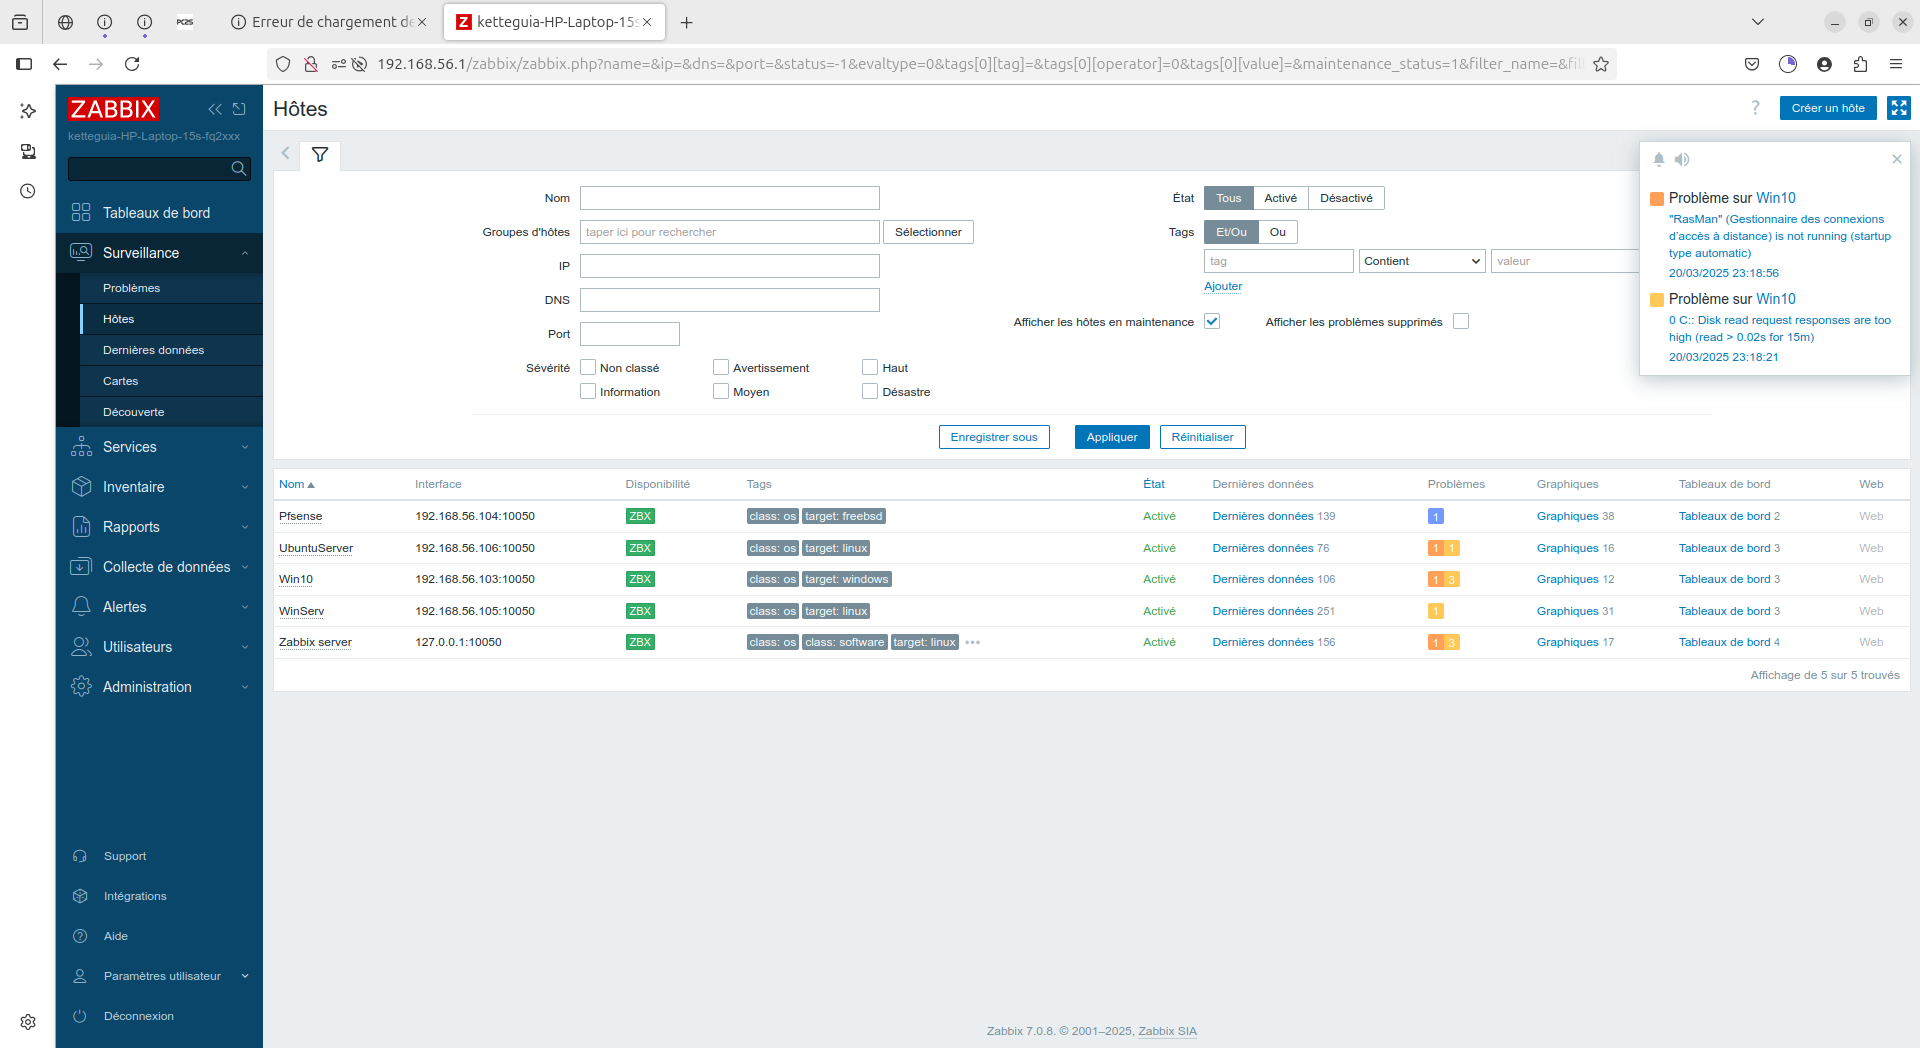 PC2S
Erreur de chargement de
Z ketteguia-HP-Laptop-15s
192.168.56.1/zabbix/zabbix.php?name=&ip=&dns=&port=&status=-1&evaltype=0&tags[0][tag]=&tags[0][operator]=0&tags[0][value]=&maintenance_status=1&filter_name=&fil
ZABBIX
ketteguia-HP-Laptop-15s-fq2xxx
Tableaux de bord
Surveillance
Problèmes
Hôtes
Dernières données
Cartes
Découverte
Services
Inventaire
Rapports
Collecte de données
Alertes
Utilisateurs
Administration
Support
Intégrations
Aide
Paramètres utilisateur
Déconnexion
Hôtes
? Créer un hôte
Nom
Groupes d'hôtes taper ici pour rechercher Sélectionner
IP
DNS
Port
Sévérité Non classé Avertissement Haut
Information Moyen Désastre
État Tous Activé Désactivé
Tags Et/Ou Ou
tag Contient valeur
Ajouter
Afficher les hôtes en maintenance Afficher les problèmes supprimés
Enregistrer sous Appliquer Réinitialiser
Problème sur Win10
"RasMan" (Gestionnaire des connexions
d'accès à distance) is not running (startup
type automatic)
20/03/2025 23:18:56
Problème sur Win10
0 C:: Disk read request responses are too
high (read > 0.02s for 15m)
20/03/2025 23:18:21
Nom Interface Disponibilité Tags État Dernières données Problèmes Graphiques Tableaux de bord Web
Pfsense 192.168.56.104:10050 ZBX class: os target: freebsd Activé Dernières données 139 1 Graphiques 38 Tableaux de bord 2 Web
UbuntuServer 192.168.56.106:10050 ZBX class: os target: linux Activé Dernières données 76 1 1 Graphiques 16 Tableaux de bord 3 Web
Win10 192.168.56.103:10050 ZBX class: os target: windows Activé Dernières données 106 1 3 Graphiques 12 Tableaux de bord 3 Web
WinServ 192.168.56.105:10050 ZBX class: os target: linux Activé Dernières données 251 1 Graphiques 31 Tableaux de bord 3 Web
Zabbix server 127.0.0.1:10050 ZBX class: os class: software target: linux ••• Activé Dernières données 156 1 3 Graphiques 17 Tableaux de bord 4 Web
Affichage de 5 sur 5 trouvés
Zabbix 7.0.8. © 2001–2025, Zabbix SIA